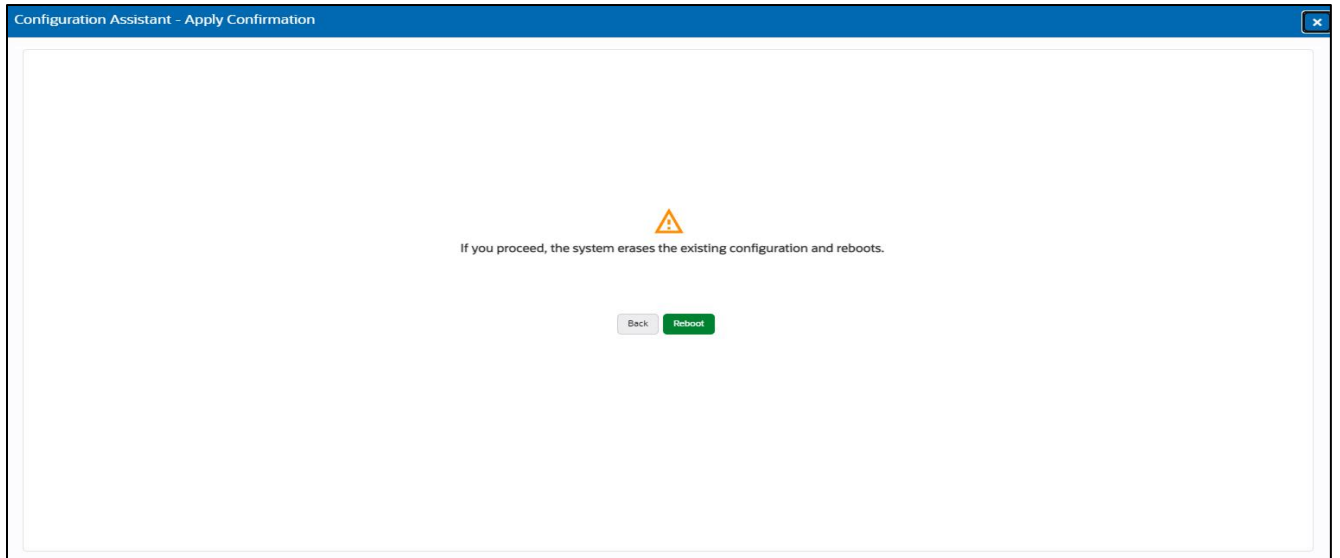 Configuration Assistant - Apply Confirmation
If you proceed, the system erases the existing configuration and reboots.
Back Reboot